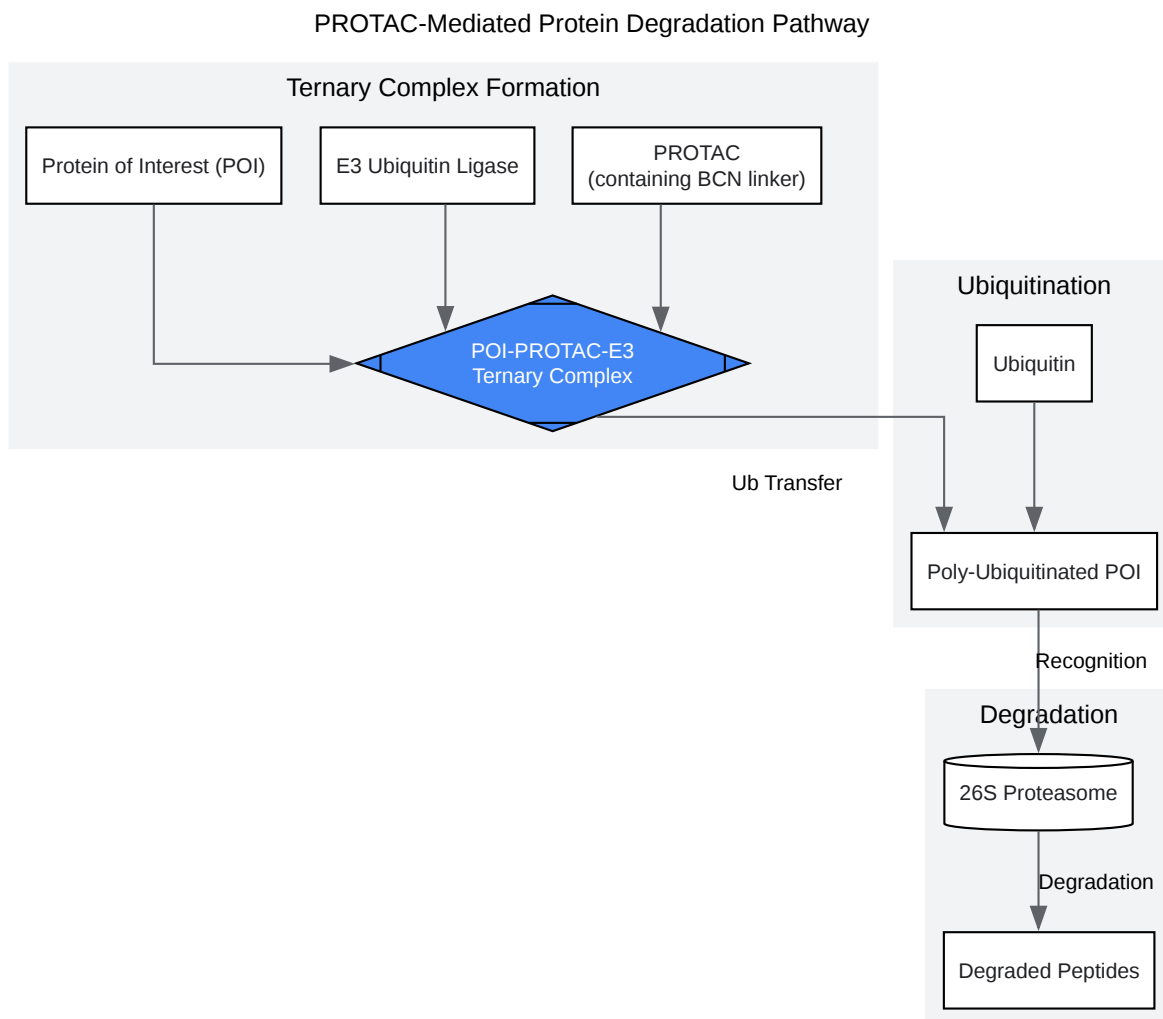 PROTAC-Mediated Protein Degradation Pathway
Ternary Complex Formation
Protein of Interest (POI)
E3 Ubiquitin Ligase
PROTAC
(containing BCN linker)
POI-PROTAC-E3
Ternary Complex
Ubiquitination
Ubiquitin
Ub Transfer
Poly-Ubiquitinated POI
Recognition
Degradation
26S Proteasome
Degradation
Degraded Peptides